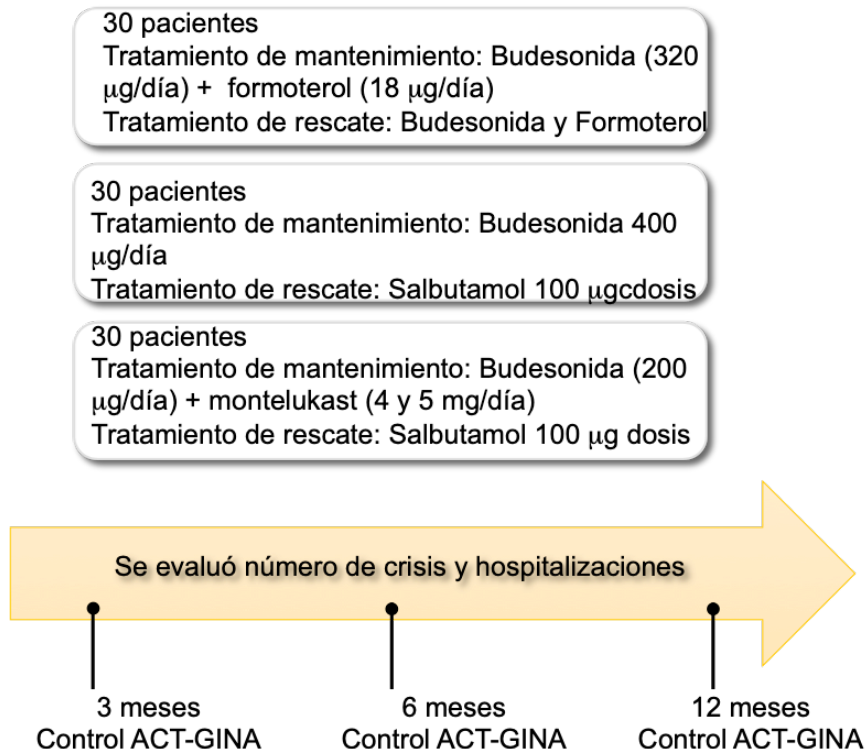 30 pacientes
Tratamiento de mantenimiento: Budesonida (320
μg/día) + formoterol (18 μg/día)
Tratamiento de rescate: Budesonida y Formoterol
30 pacientes
Tratamiento de mantenimiento: Budesonida 400
μg/día
Tratamiento de rescate: Salbutamol 100 μgcdosis
30 pacientes
Tratamiento de mantenimiento: Budesonida (200
μg/día) + montelukast (4 y 5 mg/día)
Tratamiento de rescate: Salbutamol 100 μg dosis
Se evaluó número de crisis y hospitalizaciones
3 meses
Control ACT-GINA
6 meses
Control ACT-GINA
12 meses
Control ACT-GINA